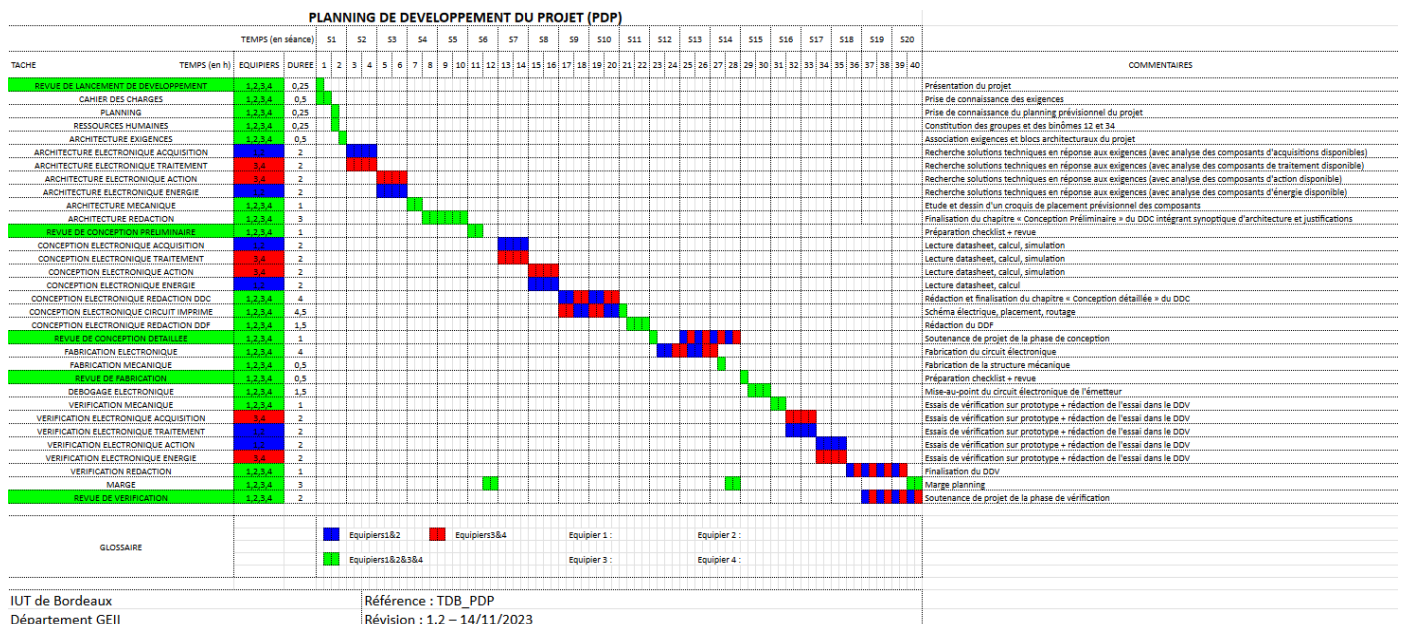 PLANNING DE DEVELOPPEMENT DU PROJET (PDP)
TEMPS (en séance) S1 S2 S3 S4 S5 S6 S7 S8 S9 S10 S11 S12 S13 S14 S15 S16 S17 S18 S19 S20
TACHE TEMPS (en h) EQUIPIERS DUREE 1 2 3 4 5 6 7 8 9 10 11 12 13 14 15 16 17 18 19 20 21 22 23 24 25 26 27 28 29 30 31 32 33 34 35 36 37 38 39 40 COMMENTAIRES
REVUE DE LANCEMENT DE DEVELOPPEMENT 1,2,3,4 0,25 Présentation du projet
CAHIER DES CHARGES 1,2,3,4 0,5 Prise de connaissance des exigences
PLANNING 1,2,3,4 0,25 Prise de connaissance du planning prévisionnel du projet
RESSOURCES HUMAINES 1,2,3,4 0,25 Constitution des groupes et des binômes 12 et 34
ARCHITECTURE EXIGENCES 1,2,3,4 0,5 Association exigences et blocs architecturaux du projet
ARCHITECTURE ELECTRONIQUE ACQUISITION 1,2 2 Recherche solutions techniques en réponse aux exigences (avec analyse des composants d'acquisitions disponibles)
ARCHITECTURE ELECTRONIQUE TRAITEMENT 3,4 2 Recherche solutions techniques en réponse aux exigences (avec analyse des composants de traitement disponible)
ARCHITECTURE ELECTRONIQUE ACTION 3,4 2 Recherche solutions techniques en réponse aux exigences (avec analyse des composants d'action disponible)
ARCHITECTURE ELECTRONIQUE ENERGIE 1,2 2 Recherche solutions techniques en réponse aux exigences (avec analyse des composants d'énergie disponible)
ARCHITECTURE MECANIQUE 1,2,3,4 1 Etude et dessin d'un croquis de placement prévisionnel des composants
ARCHITECTURE REDACTION 1,2,3,4 3 Finalisation du chapitre « Conception Préliminaire » du DDC intégrant synoptique d'architecture et justifications
REVUE DE CONCEPTION PRELIMINAIRE 1,2,3,4 1 Préparation checklist + revue
CONCEPTION ELECTRONIQUE ACQUISITION 1,2 2 Lecture datasheet, calcul, simulation
CONCEPTION ELECTRONIQUE TRAITEMENT 3,4 2 Lecture datasheet, calcul, simulation
CONCEPTION ELECTRONIQUE ACTION 3,4 2 Lecture datasheet, calcul, simulation
CONCEPTION ELECTRONIQUE ENERGIE 1,2 2 Lecture datasheet, calcul
CONCEPTION ELECTRONIQUE REDACTION DDC 1,2,3,4 4 Rédaction et finalisation du chapitre « Conception détaillée » du DDC
CONCEPTION ELECTRONIQUE CIRCUIT IMPRIME 1,2,3,4 4,5 Schéma électrique, placement, routage
CONCEPTION ELECTRONIQUE REDACTION DDF 1,2,3,4 1,5 Rédaction du DDF
REVUE DE CONCEPTION DETAILLEE 1,2,3,4 1 Soutenance de projet de la phase de conception
FABRICATION ELECTRONIQUE 1,2,3,4 4 Fabrication du circuit électronique
FABRICATION MECANIQUE 1,2,3,4 0,5 Fabrication de la structure mécanique
REVUE DE FABRICATION 1,2,3,4 0,5 Préparation checklist + revue
DEBOGAGE ELECTRONIQUE 1,2,3,4 1,5 Mise-au-point du circuit électronique de l'émetteur
VERIFICATION MECANIQUE 1,2,3,4 1 Essais de vérification sur prototype + rédaction de l'essai dans le DDV
VERIFICATION ELECTRONIQUE ACQUISITION 3,4 2 Essais de vérification sur prototype + rédaction de l'essai dans le DDV
VERIFICATION ELECTRONIQUE TRAITEMENT 1,2 2 Essais de vérification sur prototype + rédaction de l'essai dans le DDV
VERIFICATION ELECTRONIQUE ACTION 1,2 2 Essais de vérification sur prototype + rédaction de l'essai dans le DDV
VERIFICATION ELECTRONIQUE ENERGIE 3,4 2 Essais de vérification sur prototype + rédaction de l'essai dans le DDV
VERIFICATION REDACTION 1,2,3,4 1 Finalisation du DDV
MARGE 1,2,3,4 3 Marge planning
REVUE DE VERIFICATION 1,2,3,4 2 Soutenance de projet de la phase de vérification
GLOSSAIRE
Equipiers1&2 Equipiers3&4 Equipier 1 : Equipier 2 :
Equipiers1&2&3&4 Equipier 3 : Equipier 4 :
IUT de Bordeaux Référence : TDB_PDP
Département GEII Révision : 1.2 – 14/11/2023